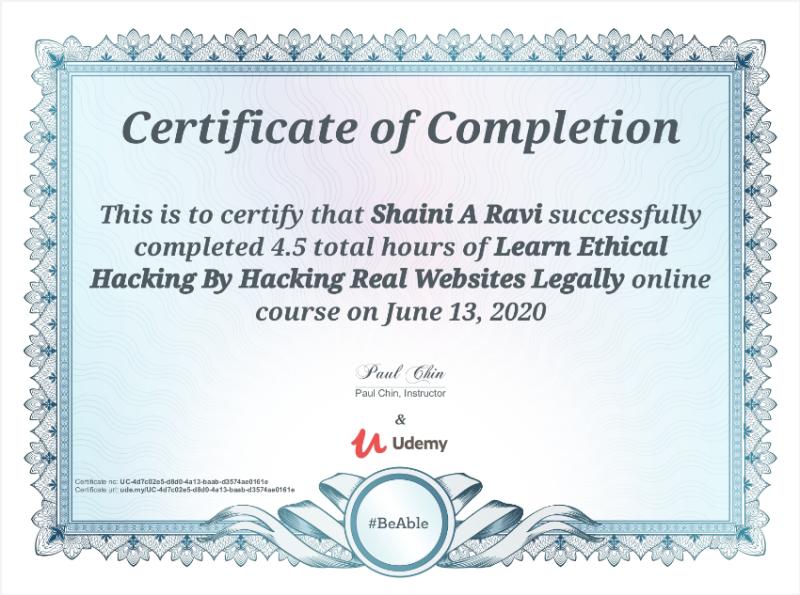 Certificate of Completion
This is to certify that Shaini A Ravi successfully
completed 4.5 total hours of Learn Ethical
Hacking By Hacking Real Websites Legally online
course on June 13, 2020
Paul Chin
Paul Chin, Instructor
&
Udemy
Certificate no: UC-4d7c02e5-d8d0-4a13-baab-d3574ae0161e
Certificate url: ude.my/UC-4d7c02e5-d8d0-4a13-baab-d3574ae0161e
#BeAble